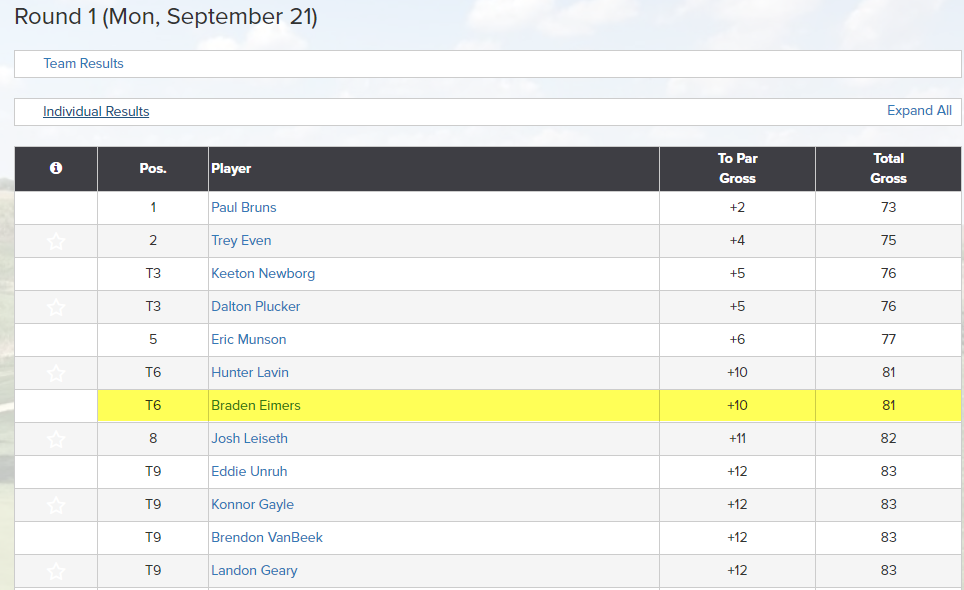 Round 1 (Mon, September 21)
Team Results
Individual Results Expand All
Pos. Player To Par Gross Total Gross
1 Paul Bruns +2 73
2 Trey Even +4 75
T3 Keeton Newborg +5 76
T3 Dalton Plucker +5 76
5 Eric Munson +6 77
T6 Hunter Lavin +10 81
T6 Braden Eimers +10 81
8 Josh Leiseth +11 82
T9 Eddie Unruh +12 83
T9 Konnor Gayle +12 83
T9 Brendon VanBeek +12 83
T9 Landon Geary +12 83